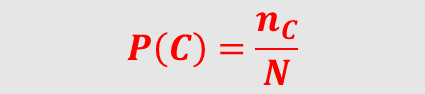 P(C) = n_C / N